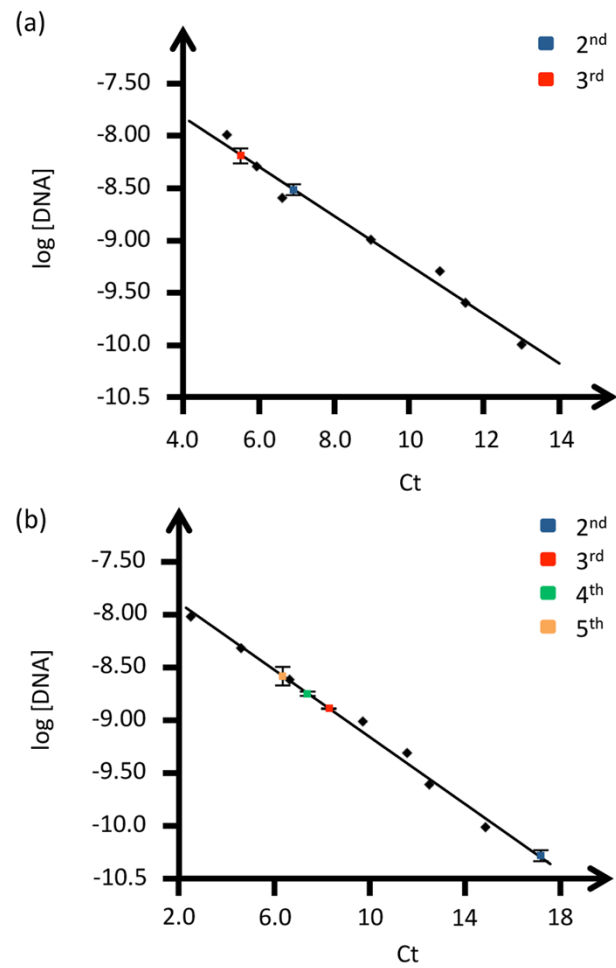 (a)
2nd
3rd
-7.50
-8.00
-8.50
-9.00
-9.50
-10.0
-10.5
log [DNA]
4.0 6.0 8.0 10 12 14
Ct
(b)
2nd
3rd
4th
5th
-7.50
-8.00
-8.50
-9.00
-9.50
-10.0
-10.5
log [DNA]
2.0 6.0 10 14 18
Ct